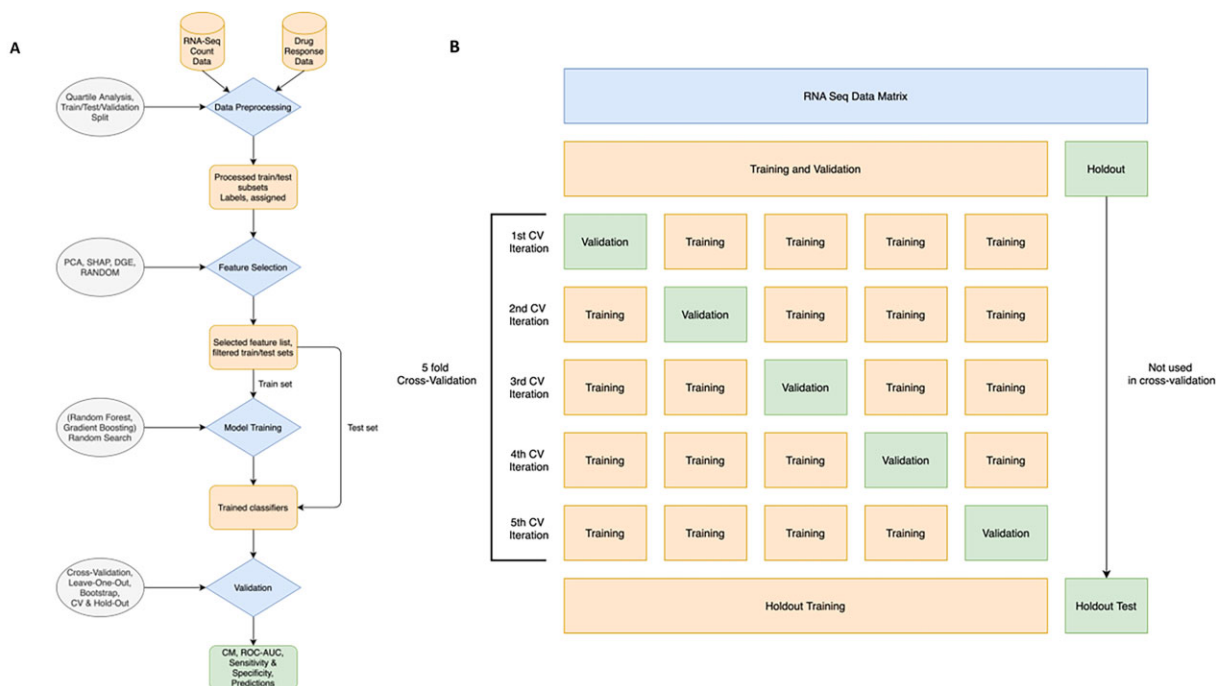 A
RNA-Seq
Count
Data
Drug
Response
Data
Quartile Analysis,
Train/Test/Validation
Split
Data Preprocessing
Processed train/test
subsets
Labels, assigned
PCA, SHAP, DGE,
RANDOM
Feature Selection
Selected feature list,
filtered train/test sets
Train set
(Random Forest,
Gradient Boosting)
Random Search
Model Training
Test set
Trained classifiers
Cross-Validation,
Leave-One-Out,
Bootstrap,
CV & Hold-Out
Validation
CM, ROC-AUC,
Sensitivity &
Specificity,
Predictions
B
RNA Seq Data Matrix
Training and Validation
Holdout
5 fold
Cross-Validation
1st CV
Iteration
Validation
Training
Training
Training
Training
2nd CV
Iteration
Training
Validation
Training
Training
Training
3rd CV
Iteration
Training
Training
Validation
Training
Training
4th CV
Iteration
Training
Training
Training
Validation
Training
5th CV
Iteration
Training
Training
Training
Training
Validation
Not used
in cross-validation
Holdout Training
Holdout Test